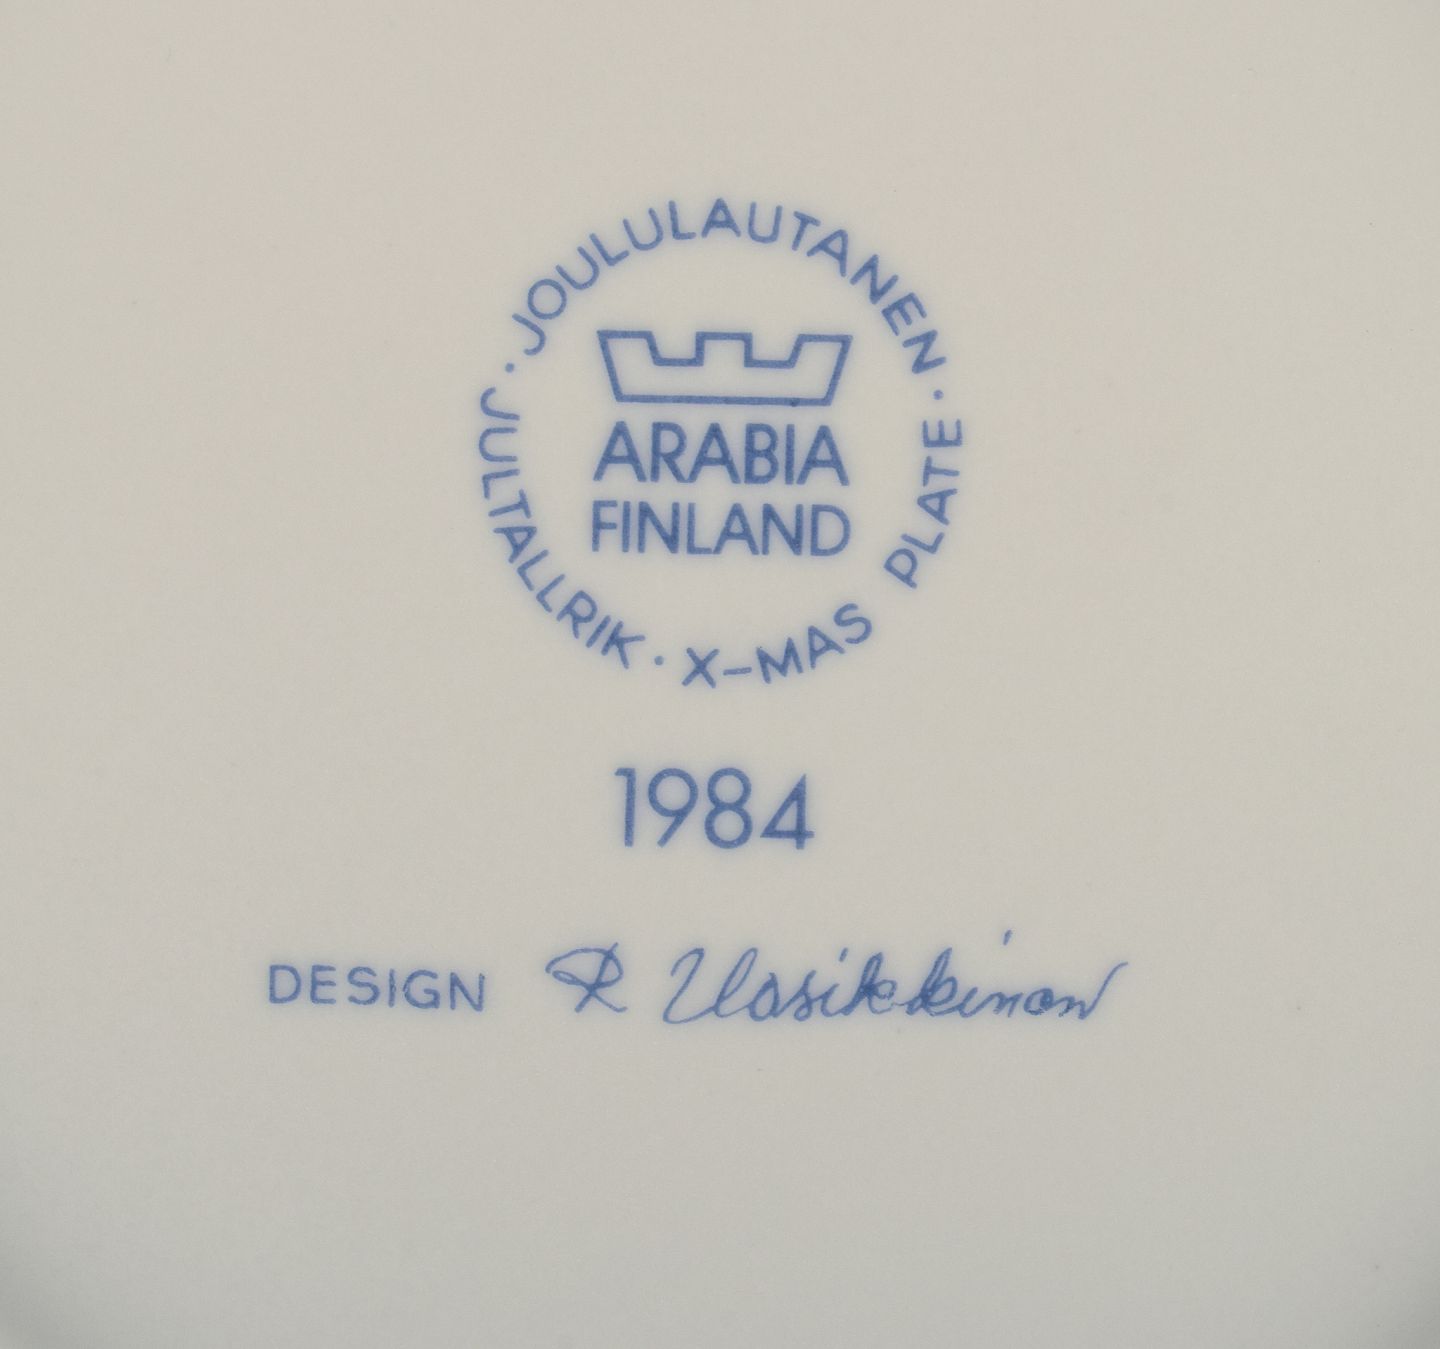 JOULULAUTANEN · X-MAS PLATE · JULTALLRIK ·
ARABIA
FINLAND
1984
DESIGN R Uosikkinen